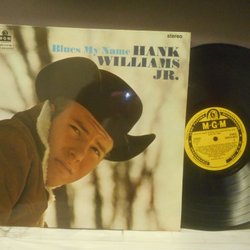 MGM
stereo
Blues My Name HANK
WILLIAMS
JR.
M-G-M